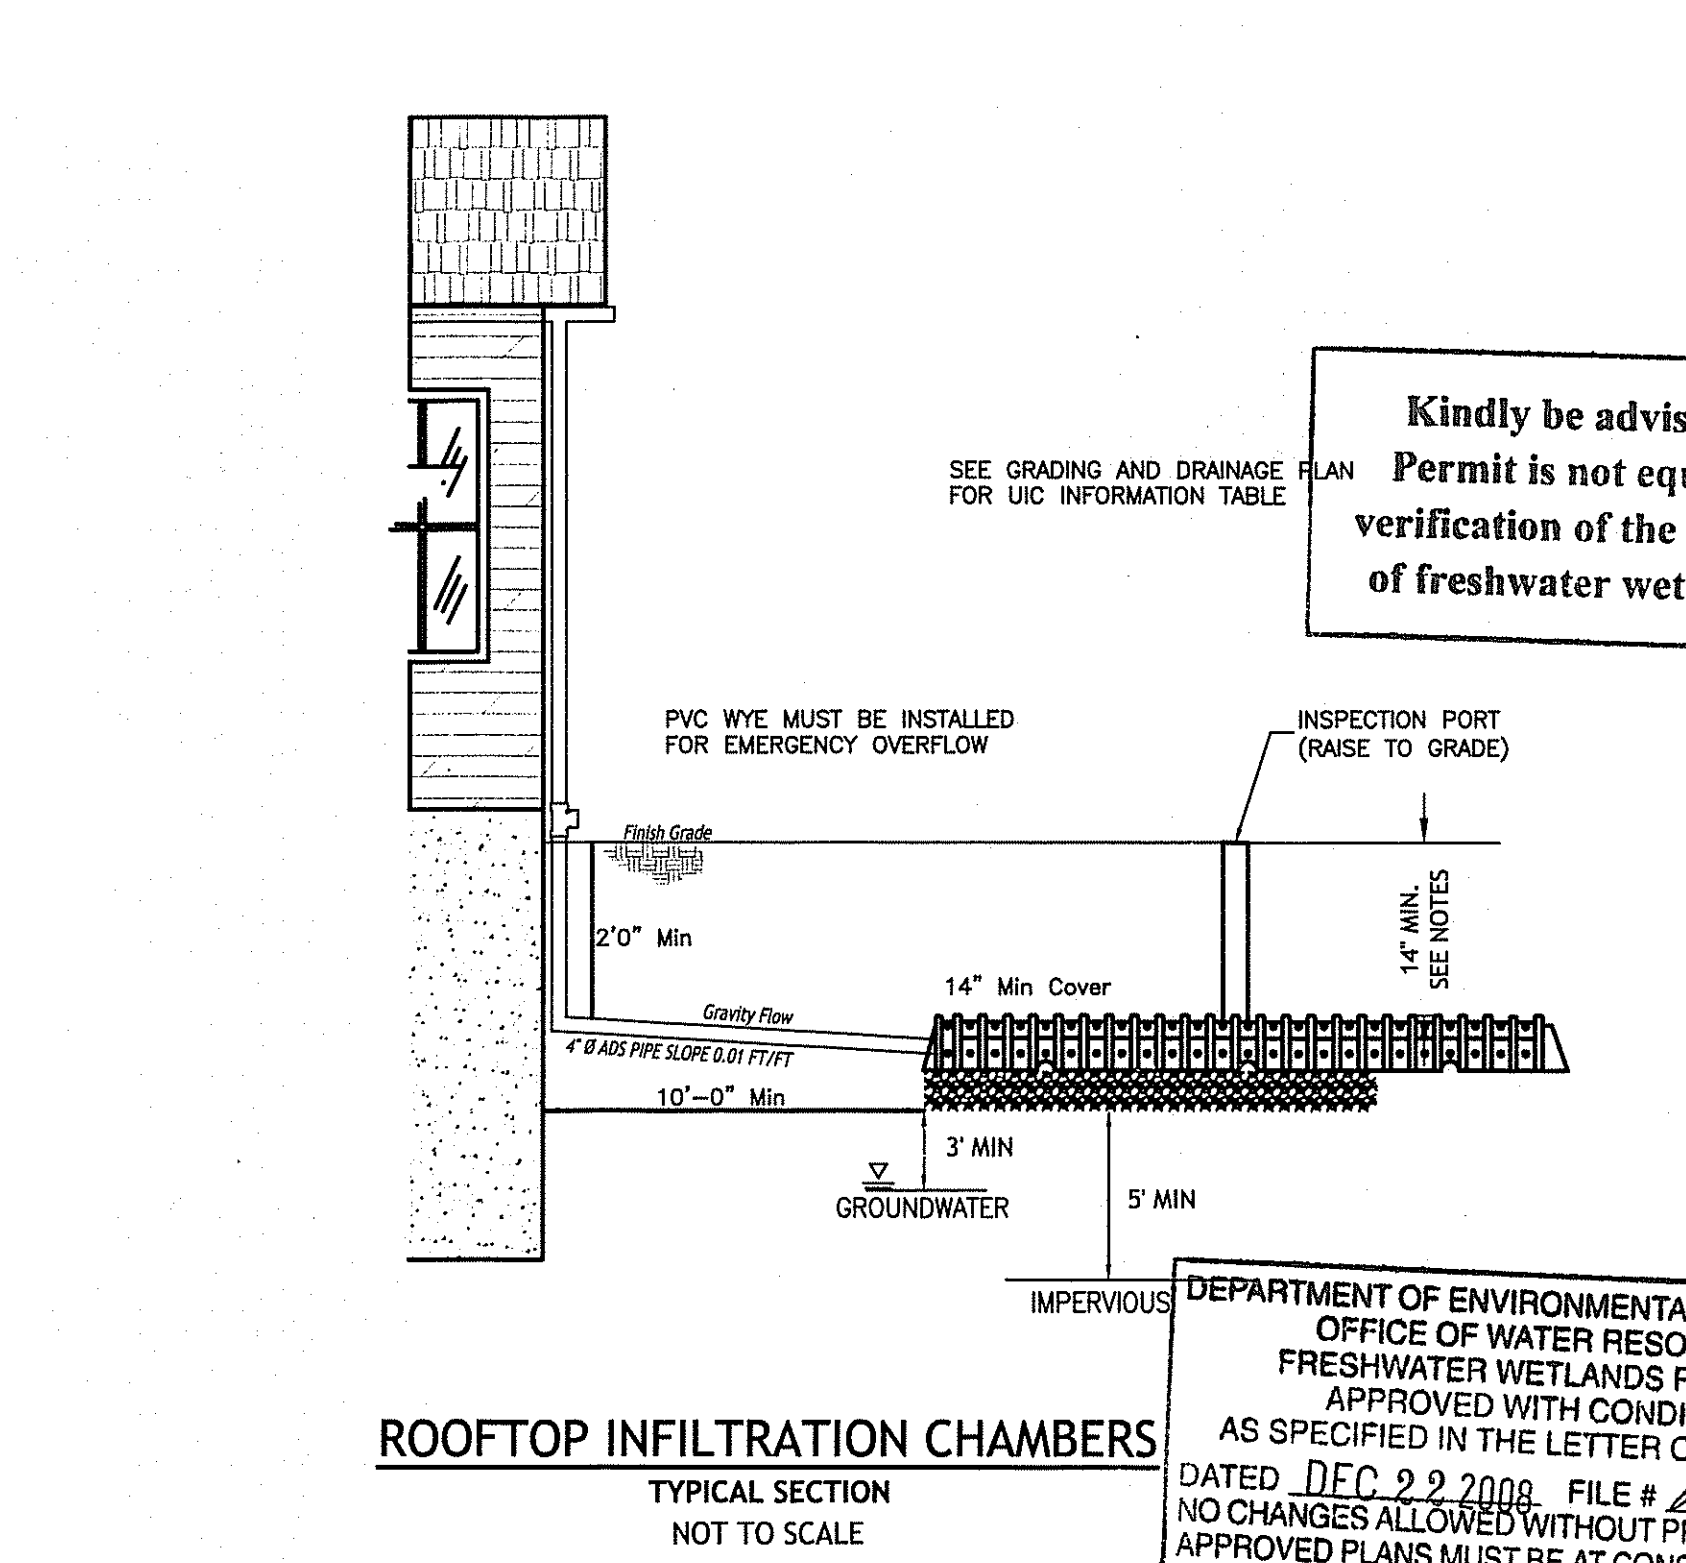 Kindly be advis
SEE GRADING AND DRAINAGE PLAN
FOR UIC INFORMATION TABLE
Permit is not equ
verification of the
of freshwater wet
PVC WYE MUST BE INSTALLED
FOR EMERGENCY OVERFLOW
INSPECTION PORT
(RAISE TO GRADE)
Finish Grade
14" MIN.
SEE NOTES
2'0" Min
14" Min Cover
Gravity Flow
4" Ø ADS PIPE SLOPE 0.01 FT/FT
10'-0" Min
3' MIN
GROUNDWATER
5' MIN
IMPERVIOUS
DEPARTMENT OF ENVIRONMENTA
OFFICE OF WATER RESO
FRESHWATER WETLANDS
APPROVED WITH CONDI
AS SPECIFIED IN THE LETTER
DATED DEC 22 2008 FILE #
NO CHANGES ALLOWED WITHOUT
APPROVED PLANS MUST BE AT CONS
ROOFTOP INFILTRATION CHAMBERS
TYPICAL SECTION
NOT TO SCALE